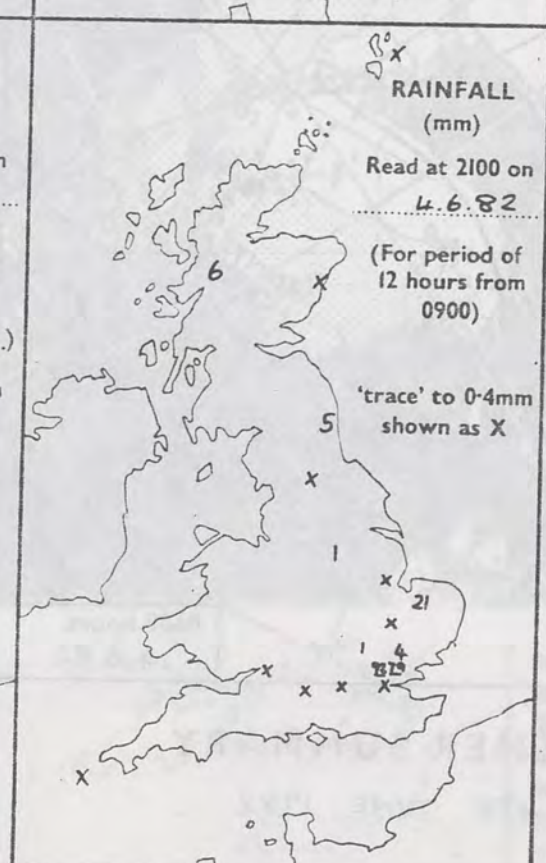 X
RAINFALL
(mm)
Read at 2100 on
4.6.82
(For period of
12 hours from
0900)
'trace' to 0·4mm
shown as X
6
X
5
X
1
X
21
X
1 4
29
X X X X
X